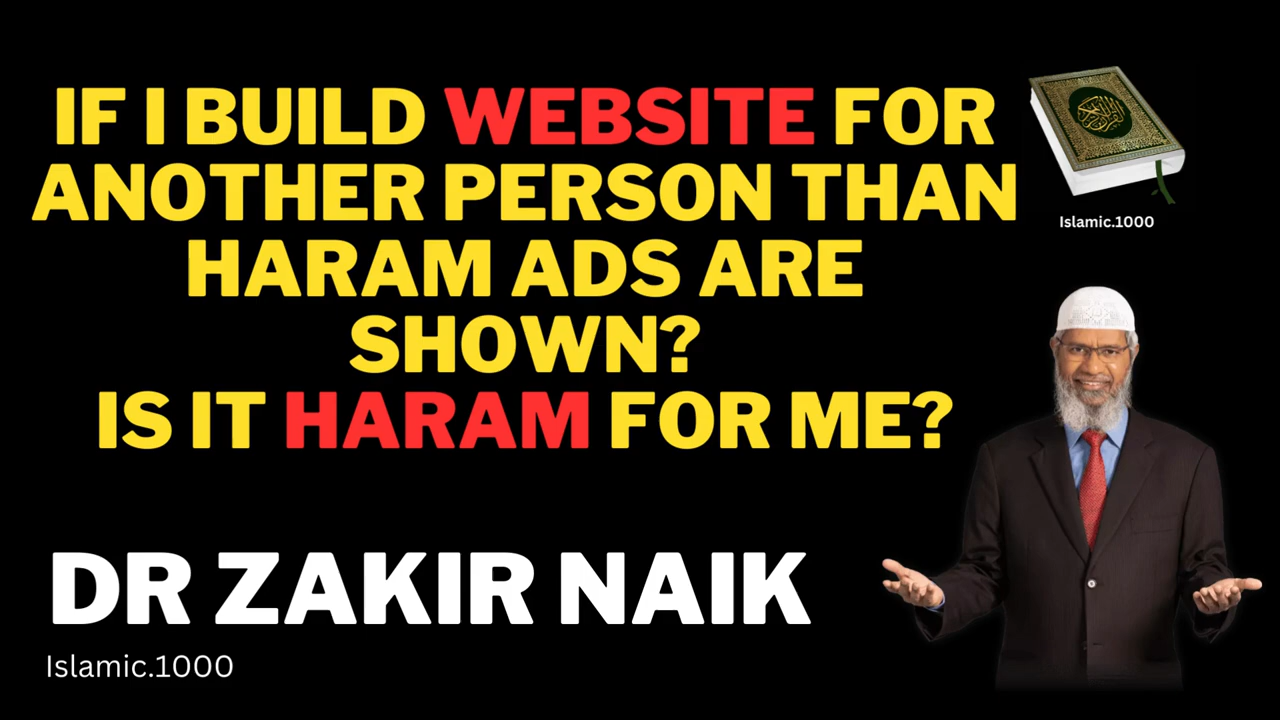 IF I BUILD WEBSITE FOR
ANOTHER PERSON THAN
HARAM ADS ARE
SHOWN?
IS IT HARAM FOR ME?
Islamic.1000
DR ZAKIR NAIK
Islamic.1000